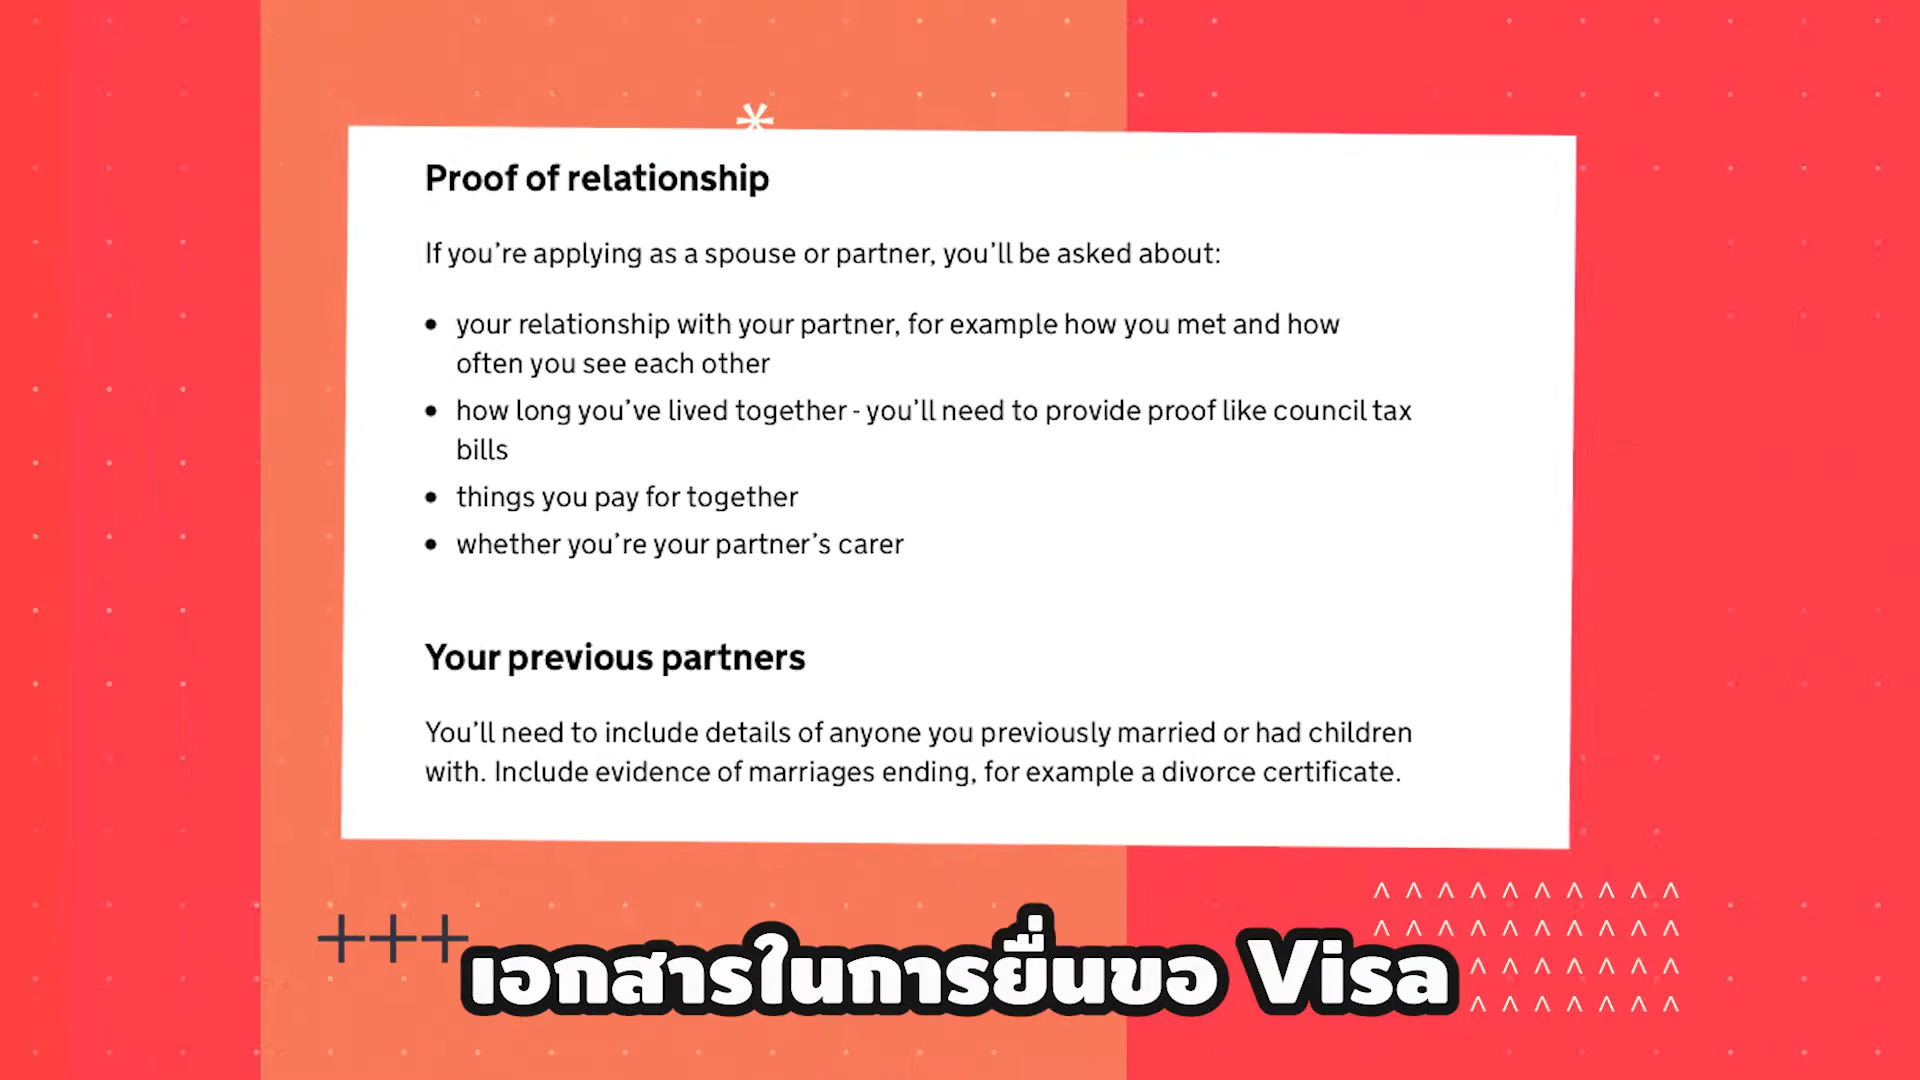 Proof of relationship
If you’re applying as a spouse or partner, you’ll be asked about:
• your relationship with your partner, for example how you met and how
often you see each other
• how long you’ve lived together - you’ll need to provide proof like council tax
bills
• things you pay for together
• whether you’re your partner’s carer
Your previous partners
You’ll need to include details of anyone you previously married or had children
with. Include evidence of marriages ending, for example a divorce certificate.
เอกสารในการยื่นขอ Visa